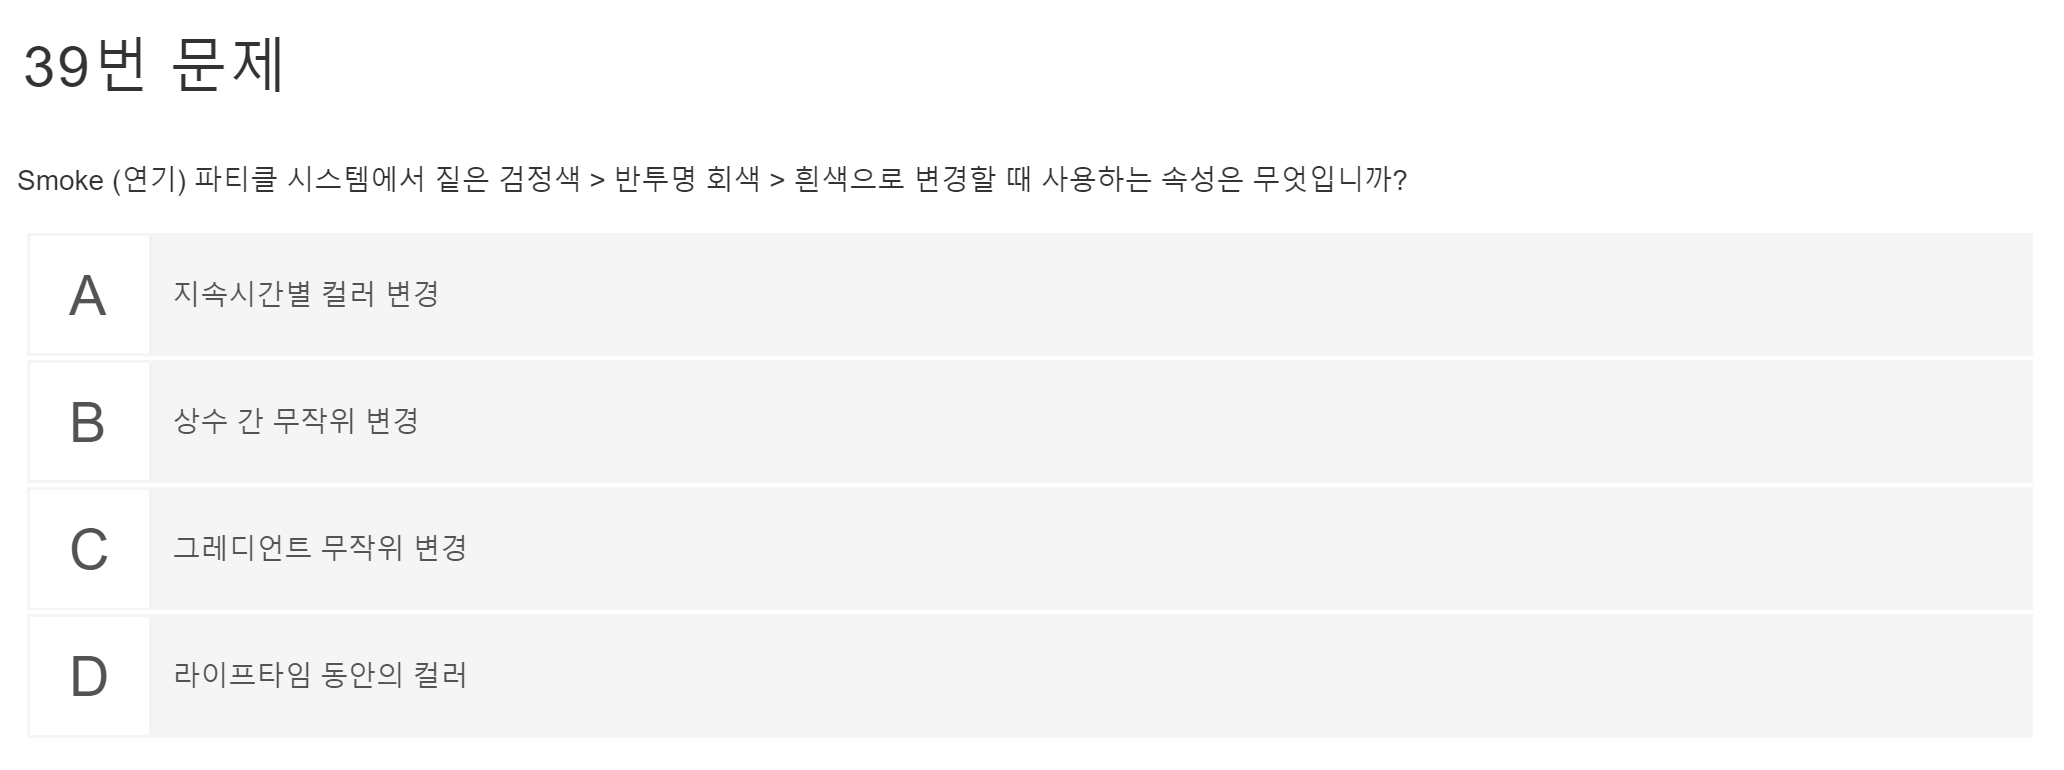 39번 문제
Smoke (연기) 파티클 시스템에서 짙은 검정색 > 반투명 회색 > 흰색으로 변경할 때 사용하는 속성은 무엇입니까?
A 지속시간별 컬러 변경
B 상수 간 무작위 변경
C 그레디언트 무작위 변경
D 라이프타임 동안의 컬러